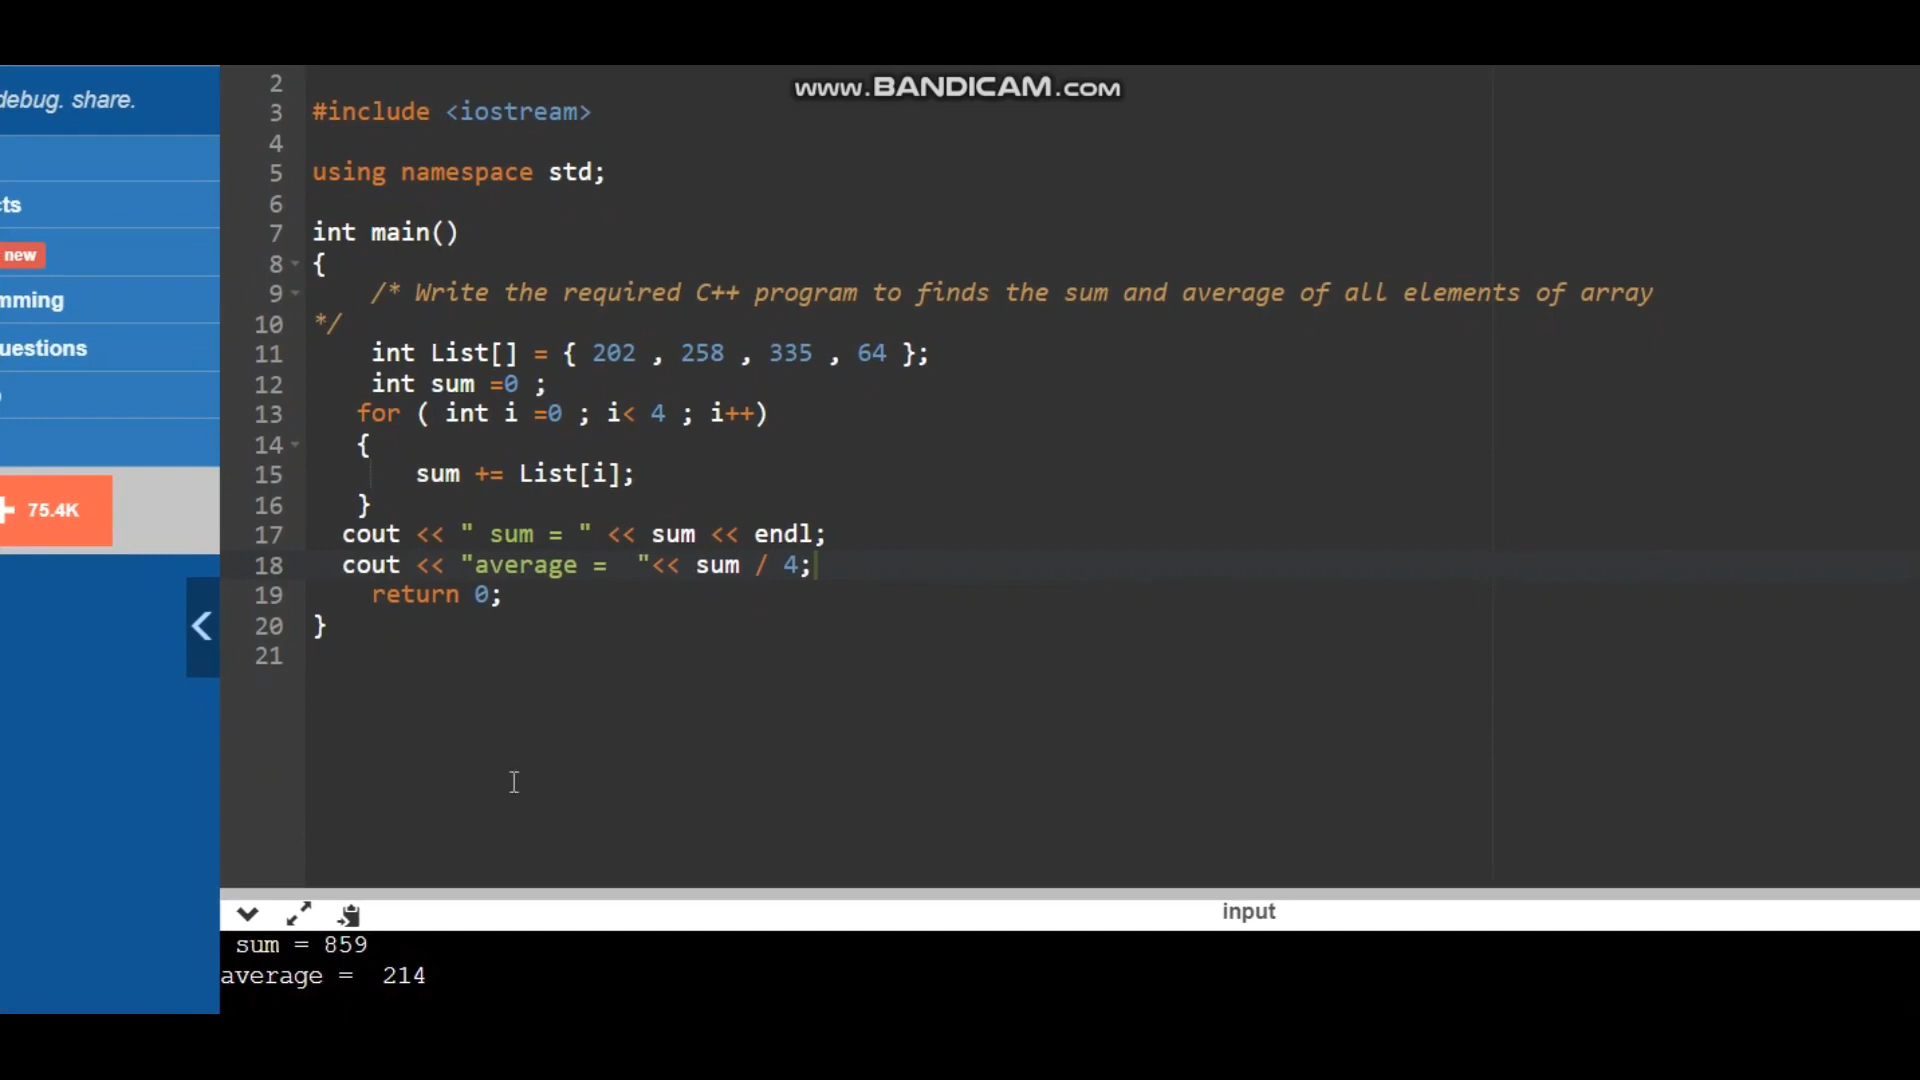 www.BANDICAM.com
debug. share.
cts
new
mming
uestions
75.4K
2
3 #include <iostream>
4
5 using namespace std;
6
7 int main()
8 {
9 /* Write the required C++ program to finds the sum and average of all elements of array
10 */
11 int List[] = { 202 , 258 , 335 , 64 };
12 int sum =0 ;
13 for ( int i =0 ; i< 4 ; i++)
14 {
15 sum += List[i];
16 }
17 cout << " sum = " << sum << endl;
18 cout << "average =  "<< sum / 4;
19 return 0;
20 }
21
input
sum = 859
average =  214